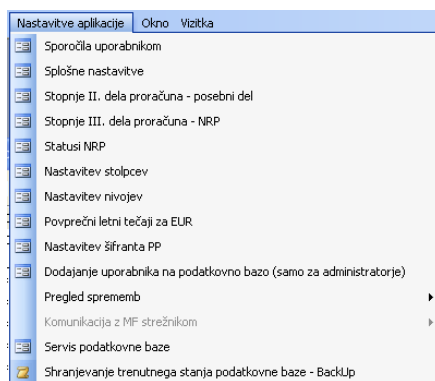 Nastavitve aplikacije Okno Vizitka
Sporočila uporabnikom
Splošne nastavitve
Stopnje II. dela proračuna - posebni del
Stopnje III. dela proračuna - NRP
Statusi NRP
Nastavitev stolpcev
Nastavitev nivojev
Povprečni letni tečaji za EUR
Nastavitev šifranta PP
Dodajanje uporabnika na podatkovno bazo (samo za administratorje)
Pregled sprememb
Komunikacija z MF strežnikom
Servis podatkovne baze
Shranjevanje trenutnega stanja podatkovne baze - BackUp